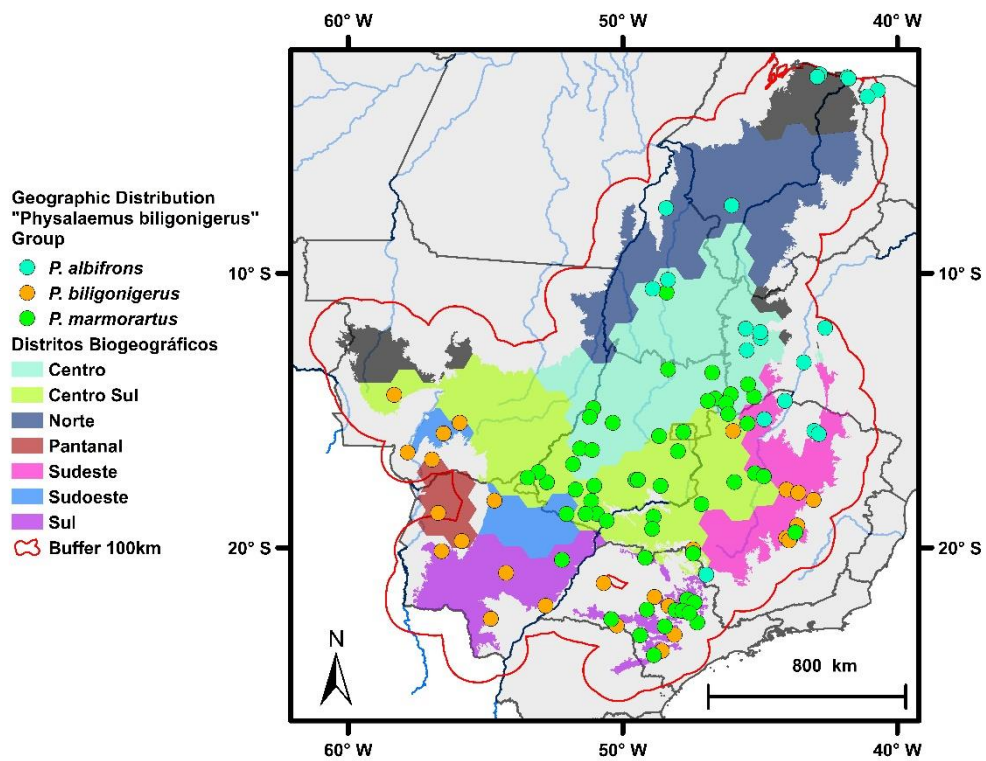 60° W 50° W 40° W
Geographic Distribution
"Physalaemus biligonigerus"
Group
P. albifrons
P. biligonigerus
P. marmorartus
Distritos Biogeográficos
Centro
Centro Sul
Norte
Pantanal
Sudeste
Sudoeste
Sul
Buffer 100km
10° S 10° S
20° S 20° S
N
800 km
60° W 50° W 40° W